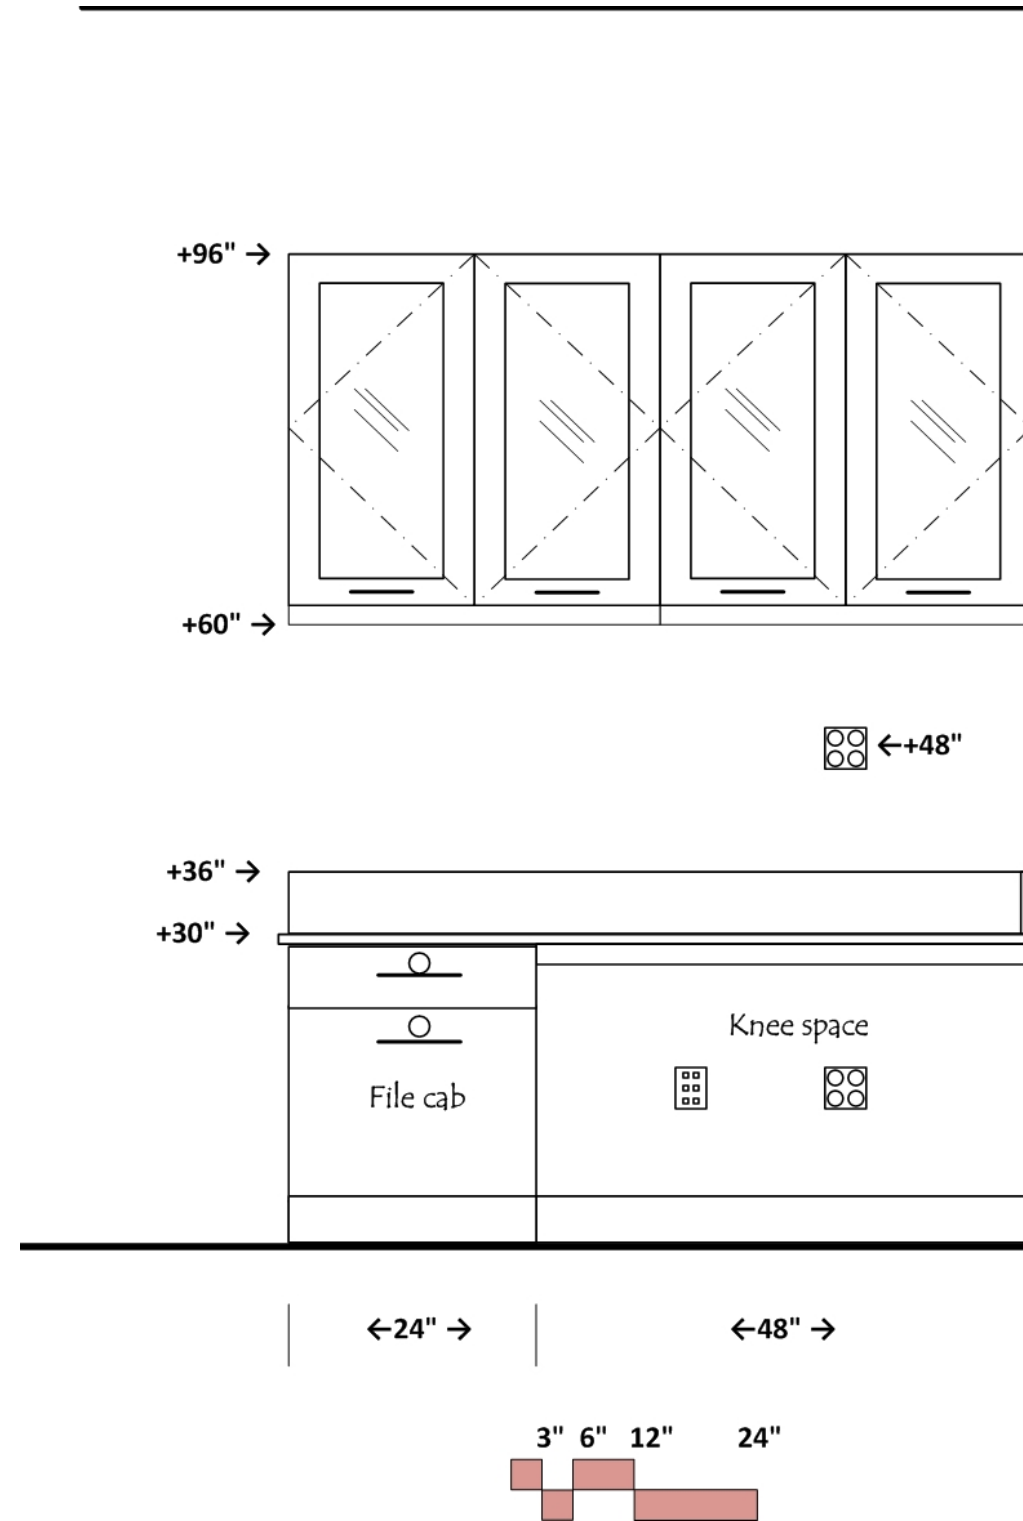 +96" →
+60" →
←+48"
+36" →
+30" →
Knee space
File cab
←24" →
←48" →
3" 6" 12" 24"